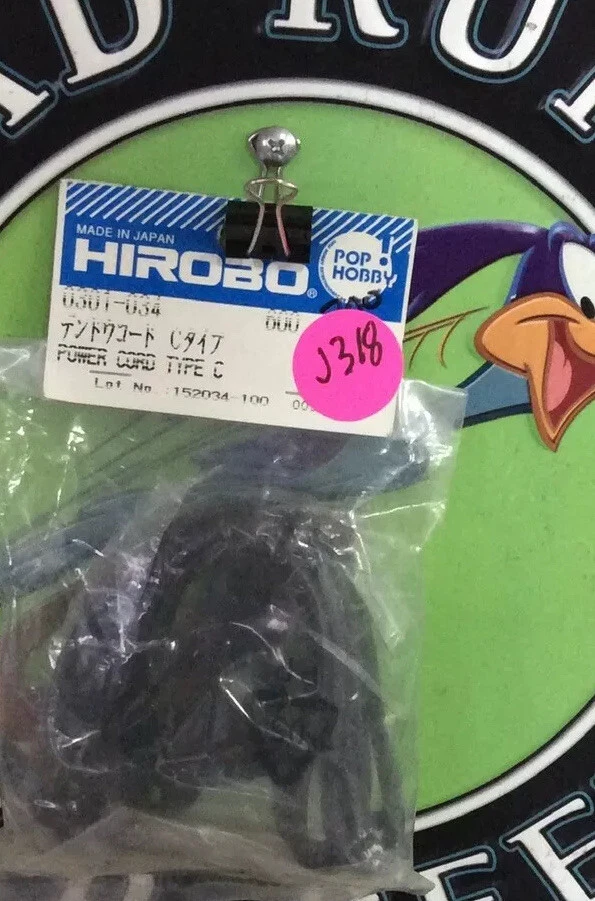 MADE IN JAPAN
HIROBO®
POP!
HOBBY
0301-034
000
デンドウコード Cタイプ
POWER CORD TYPE C
Lot No. :152034-100
J318